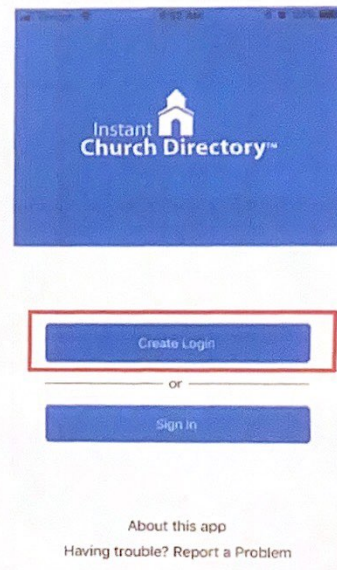 Instant
Church Directory™
Create Login
or
Sign In
About this app
Having trouble? Report a Problem